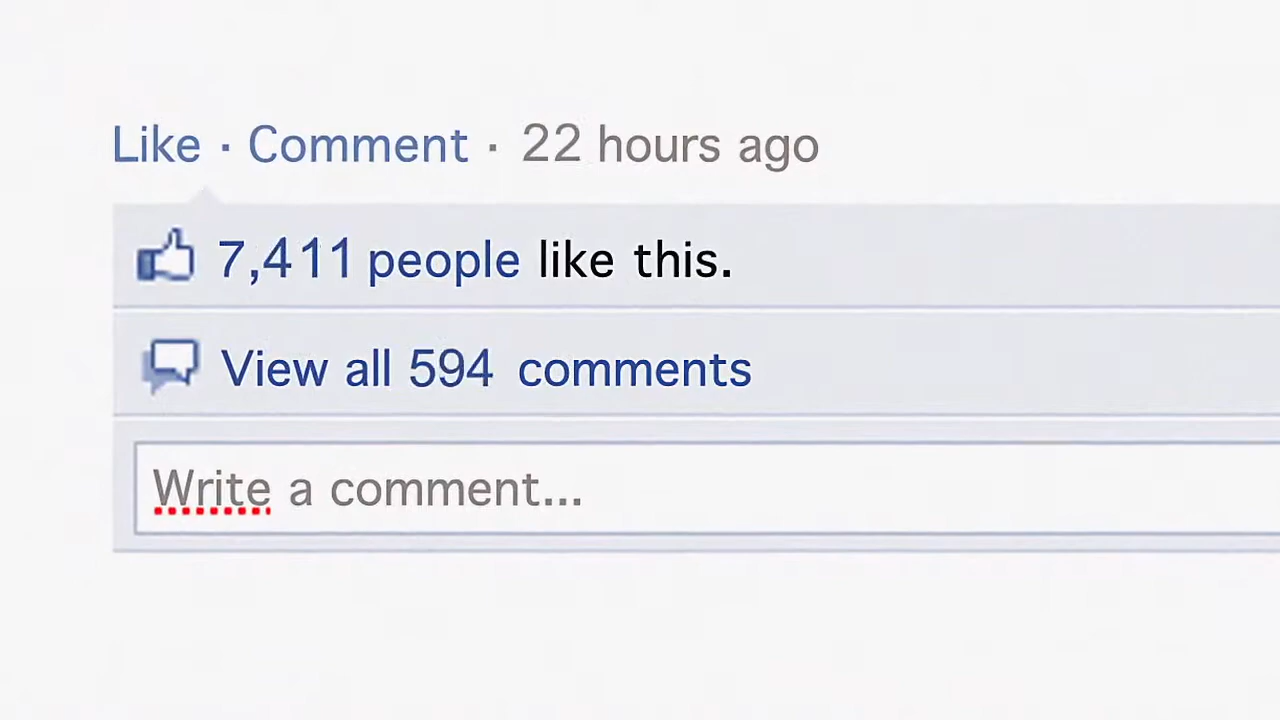 Like · Comment · 22 hours ago
7,411 people like this.
View all 594 comments
Write a comment...